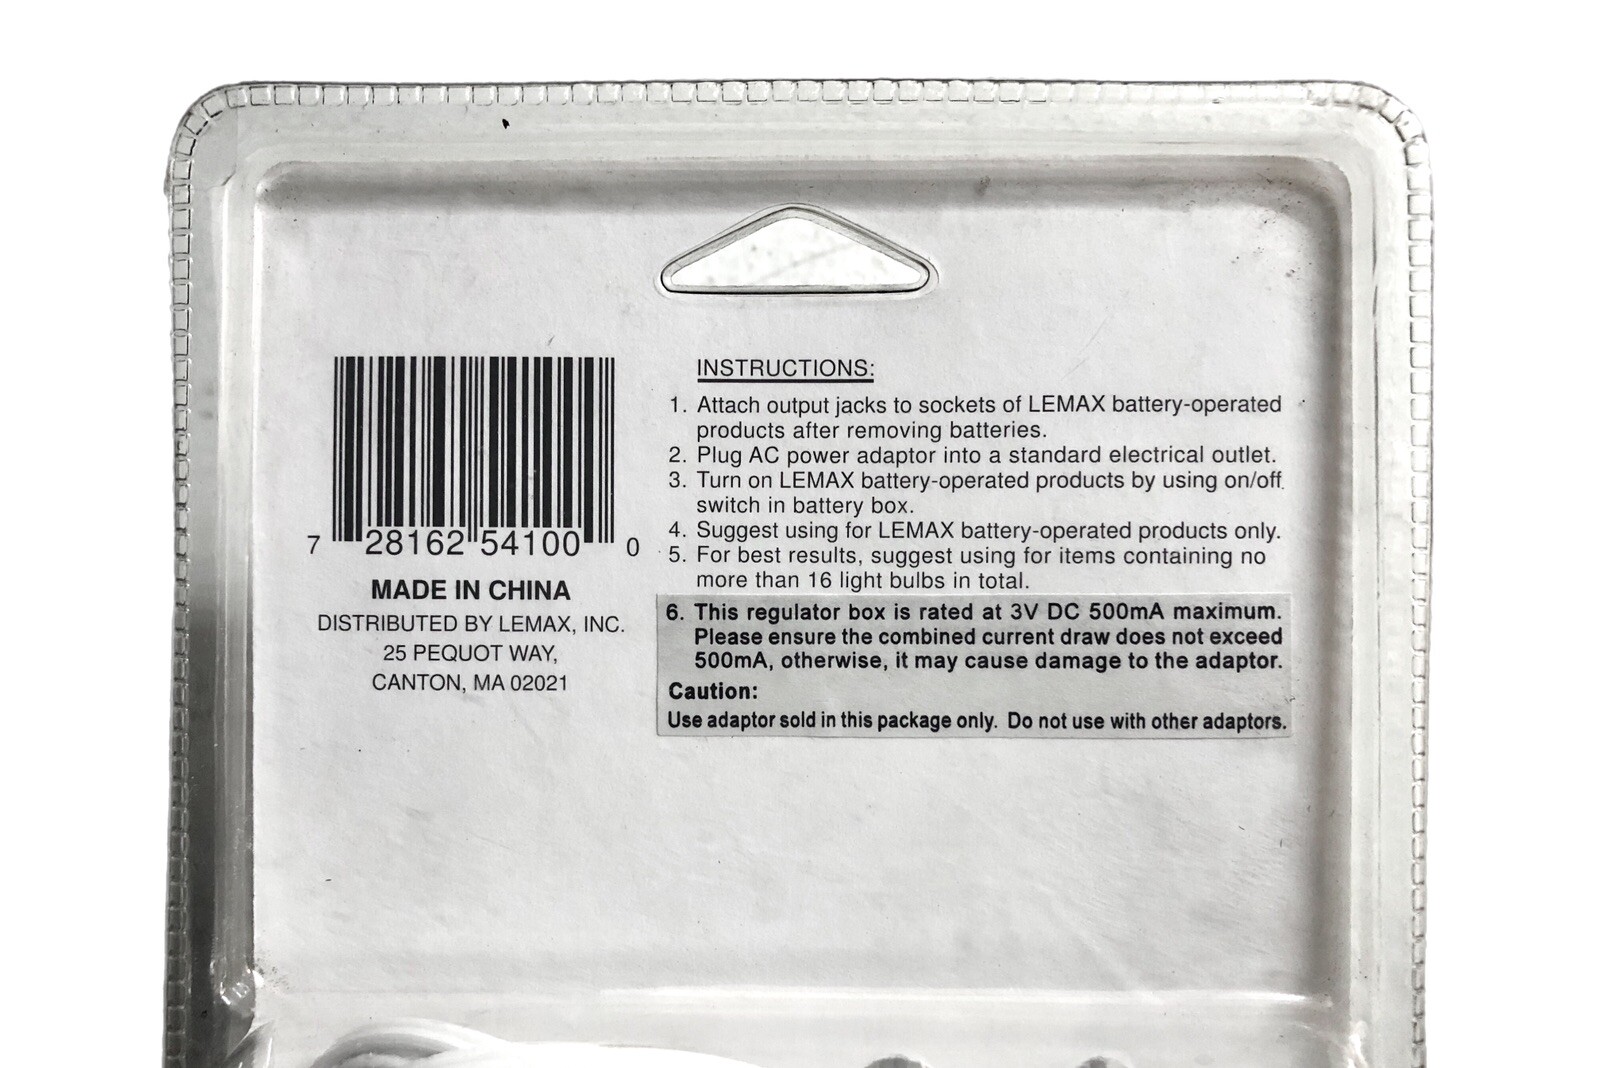 7 28162 54100 0
MADE IN CHINA
DISTRIBUTED BY LEMAX, INC.
25 PEQUOT WAY,
CANTON, MA 02021
INSTRUCTIONS:
1. Attach output jacks to sockets of LEMAX battery-operated
products after removing batteries.
2. Plug AC power adaptor into a standard electrical outlet.
3. Turn on LEMAX battery-operated products by using on/off
switch in battery box.
4. Suggest using for LEMAX battery-operated products only.
5. For best results, suggest using for items containing no
more than 16 light bulbs in total.
6. This regulator box is rated at 3V DC 500mA maximum.
Please ensure the combined current draw does not exceed
500mA, otherwise, it may cause damage to the adaptor.
Caution:
Use adaptor sold in this package only. Do not use with other adaptors.